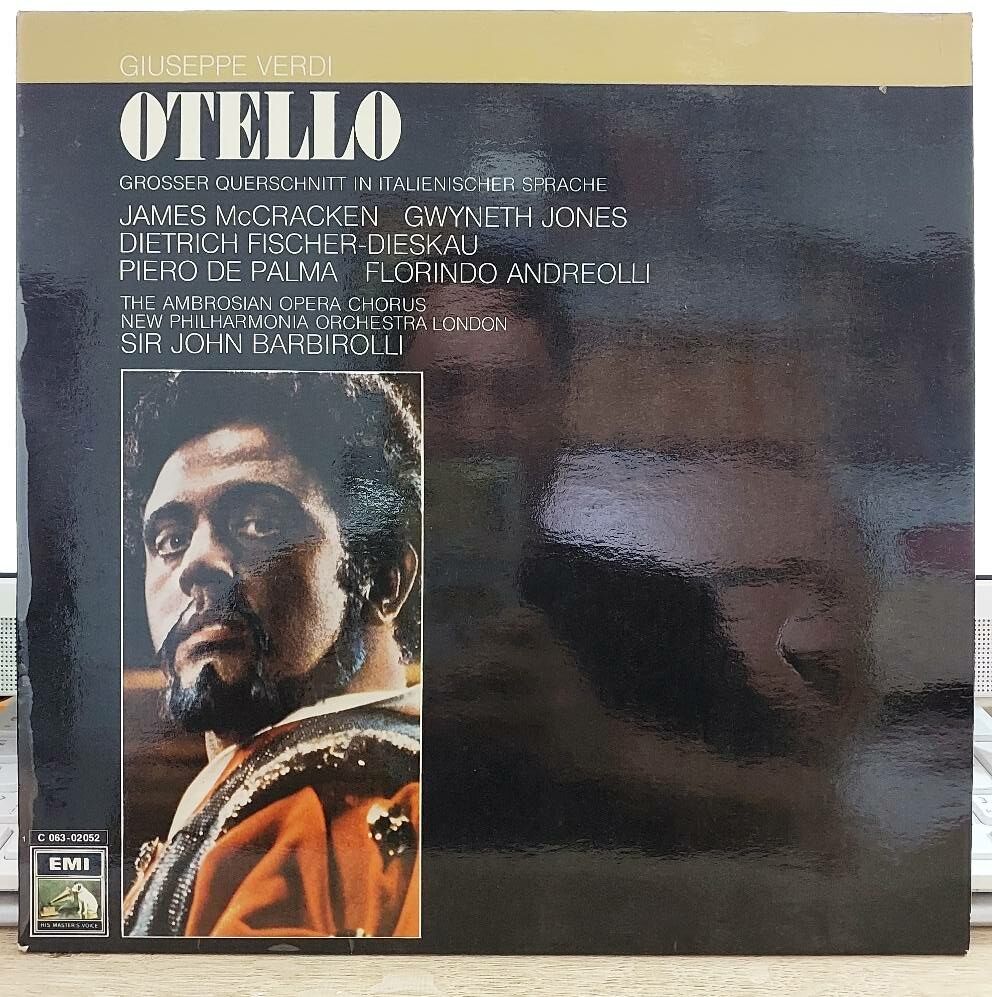 GIUSEPPE VERDI
OTELLO
GROSSER QUERSCHNITT IN ITALIENISCHER SPRACHE
JAMES McCRACKEN GWYNETH JONES
DIETRICH FISCHER-DIESKAU
PIERO DE PALMA FLORINDO ANDREOLLI
THE AMBROSIAN OPERA CHORUS
NEW PHILHARMONIA ORCHESTRA LONDON
SIR JOHN BARBIROLLI
1 C 063-02052
EMI
HIS MASTER'S VOICE